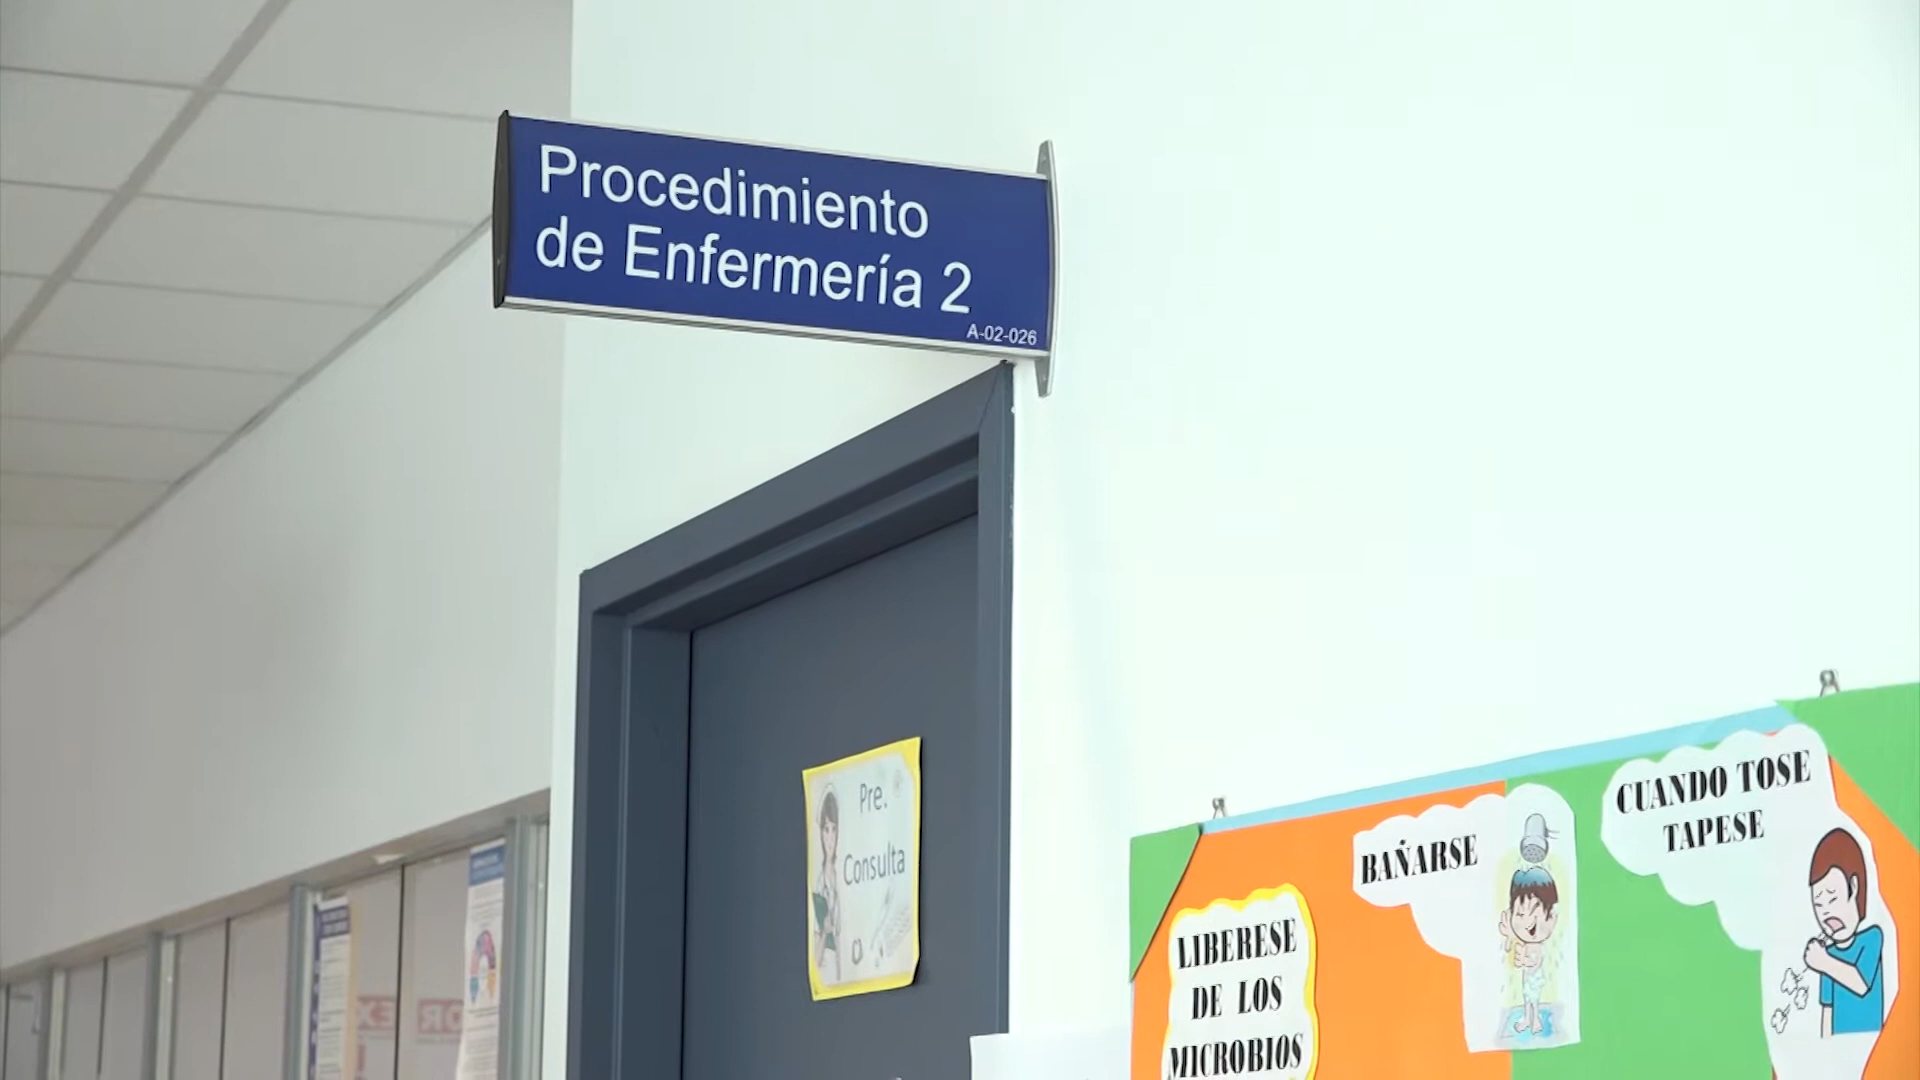 Procedimiento
de Enfermería 2
A-02-026
Pre.
Consulta
LIBERESE
DE LOS
MICROBIOS
BAÑARSE
CUANDO TOSE
TAPESE